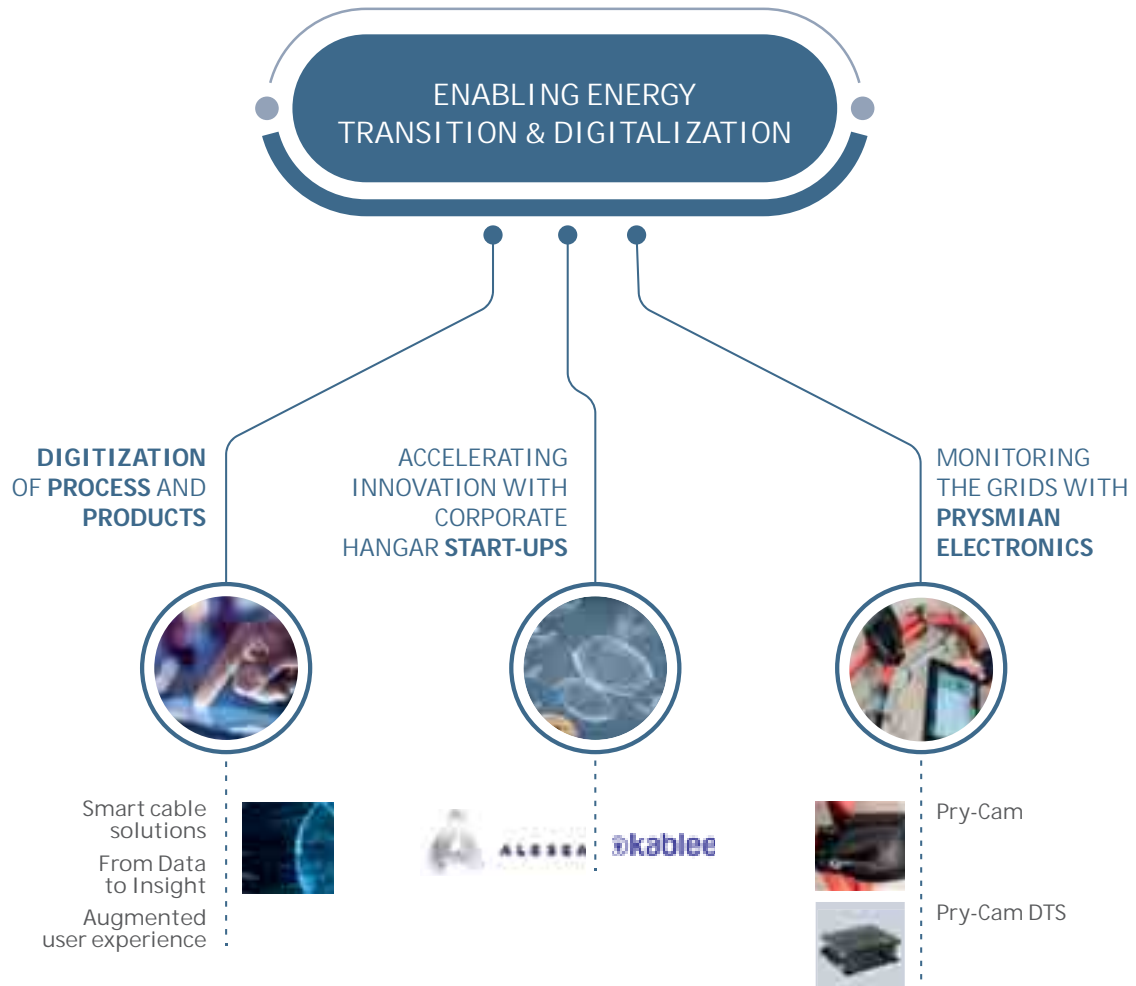 ENABLING ENERGY
TRANSITION & DIGITALIZATION
DIGITIZATION
OF PROCESS AND
PRODUCTS
ACCELERATING
INNOVATION WITH
CORPORATE
HANGAR START-UPS
MONITORING
THE GRIDS WITH
PRYSMIAN
ELECTRONICS
Smart cable
solutions
From Data
to Insight
Augmented
user experience
ALESEA
kablee
Pry-Cam
Pry-Cam DTS